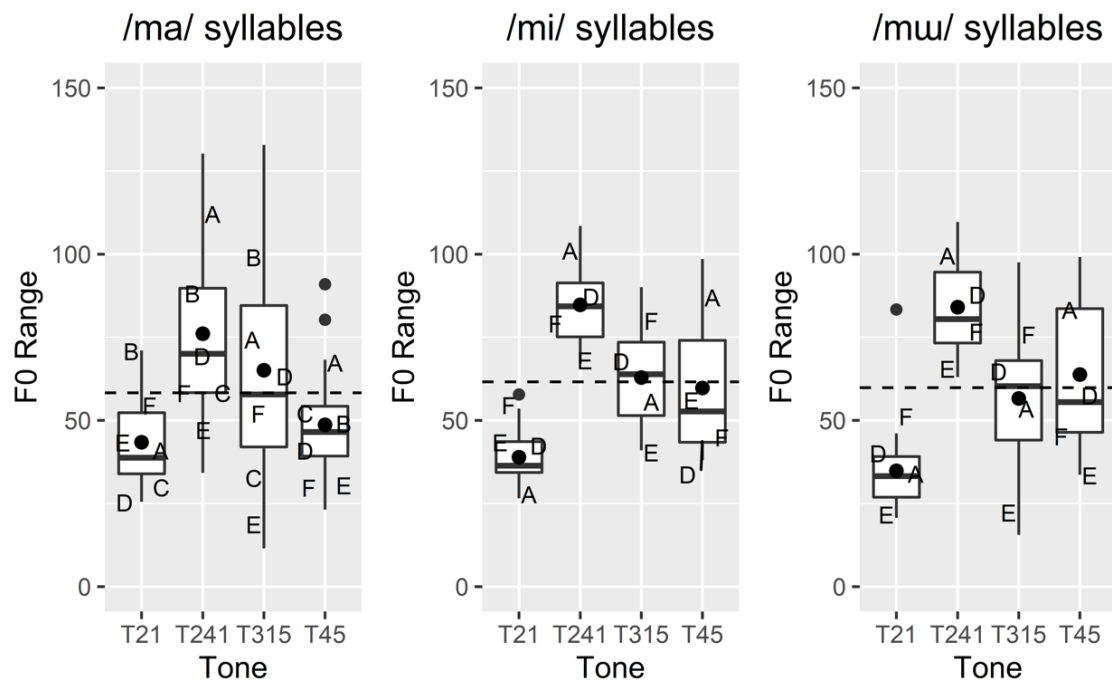 /ma/ syllables
150
100
50
0
F0 Range
A
B
B
B
A
A
D
D
F
F
C
C
F
B
E
E
A
D
C
C
F
E
D
E
T21 T241 T315 T45
Tone
/mi/ syllables
150
100
50
0
F0 Range
A
D
A
F
F
E
D
F
E
A
E
D
F
E
D
A
T21 T241 T315 T45
Tone
/mɯ/ syllables
150
100
50
0
F0 Range
A
D
A
F
F
E
D
D
F
A
F
D
A
E
E
E
T21 T241 T315 T45
Tone